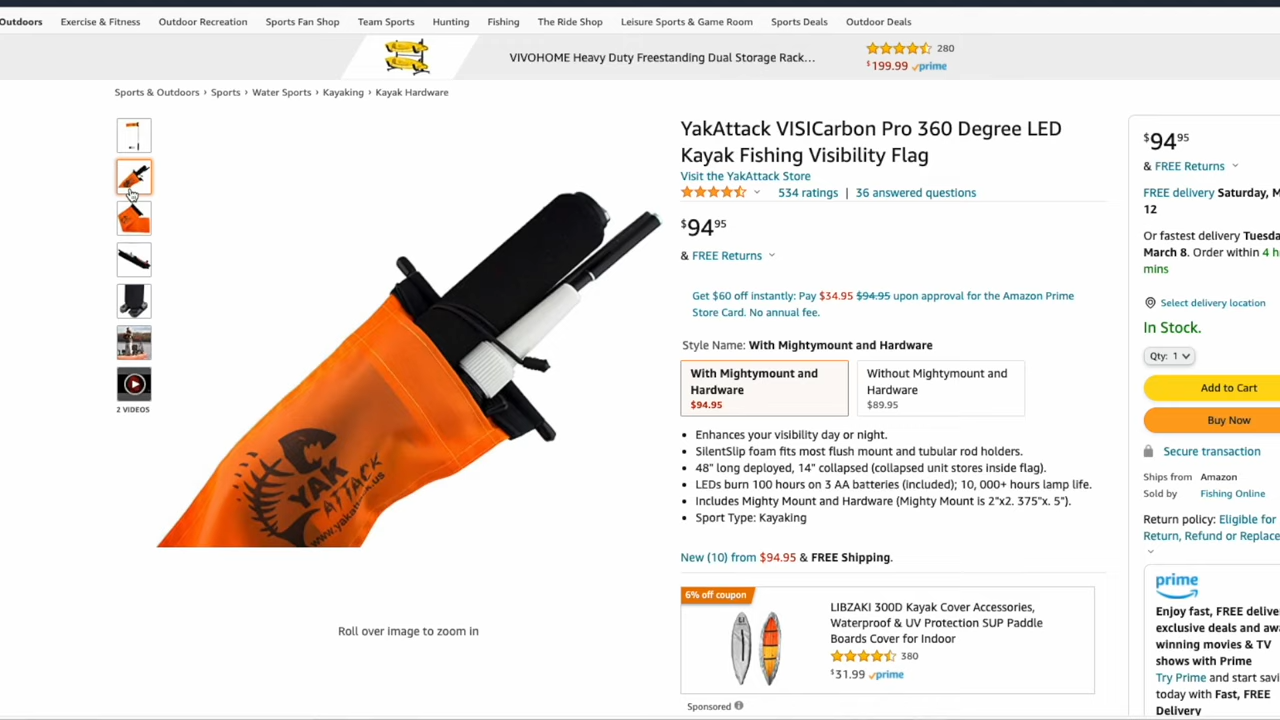 Outdoors Exercise & Fitness Outdoor Recreation Sports Fan Shop Team Sports Hunting Fishing The Ride Shop Leisure Sports & Game Room Sports Deals Outdoor Deals
VIVOHOME Heavy Duty Freestanding Dual Storage Rack...
280
$199.99 prime
Sports & Outdoors › Sports › Water Sports › Kayaking › Kayak Hardware
2 VIDEOS
YAK
ATTACK
www.yakatt
k.us
Roll over image to zoom in
YakAttack VISICarbon Pro 360 Degree LED
Kayak Fishing Visibility Flag
Visit the YakAttack Store
534 ratings | 36 answered questions
$94.95
& FREE Returns
Get $60 off instantly: Pay $34.95 $94.95 upon approval for the Amazon Prime
Store Card. No annual fee.
Style Name: With Mightymount and Hardware
With Mightymount and
Hardware
$94.95
Without Mightymount and
Hardware
$89.95
• Enhances your visibility day or night.
• SilentSlip foam fits most flush mount and tubular rod holders.
• 48" long deployed, 14" collapsed (collapsed unit stores inside flag).
• LEDs burn 100 hours on 3 AA batteries (included); 10, 000+ hours lamp life.
• Includes Mighty Mount and Hardware (Mighty Mount is 2"x2. 375"x. 5").
• Sport Type: Kayaking
New (10) from $94.95 & FREE Shipping.
6% off coupon
LIBZAKI 300D Kayak Cover Accessories,
Waterproof & UV Protection SUP Paddle
Boards Cover for Indoor
380
$31.99 prime
Sponsored
$94.95
& FREE Returns
FREE delivery Saturday, M
12
Or fastest delivery Tuesda
March 8. Order within 4 h
mins
Select delivery location
In Stock.
Qty: 1
Add to Cart
Buy Now
Secure transaction
Ships from Amazon
Sold by Fishing Online
Return policy: Eligible for
Return, Refund or Replace
prime
Enjoy fast, FREE delive
exclusive deals and awa
winning movies & TV
shows with Prime
Try Prime and start savi
today with Fast, FREE
Delivery